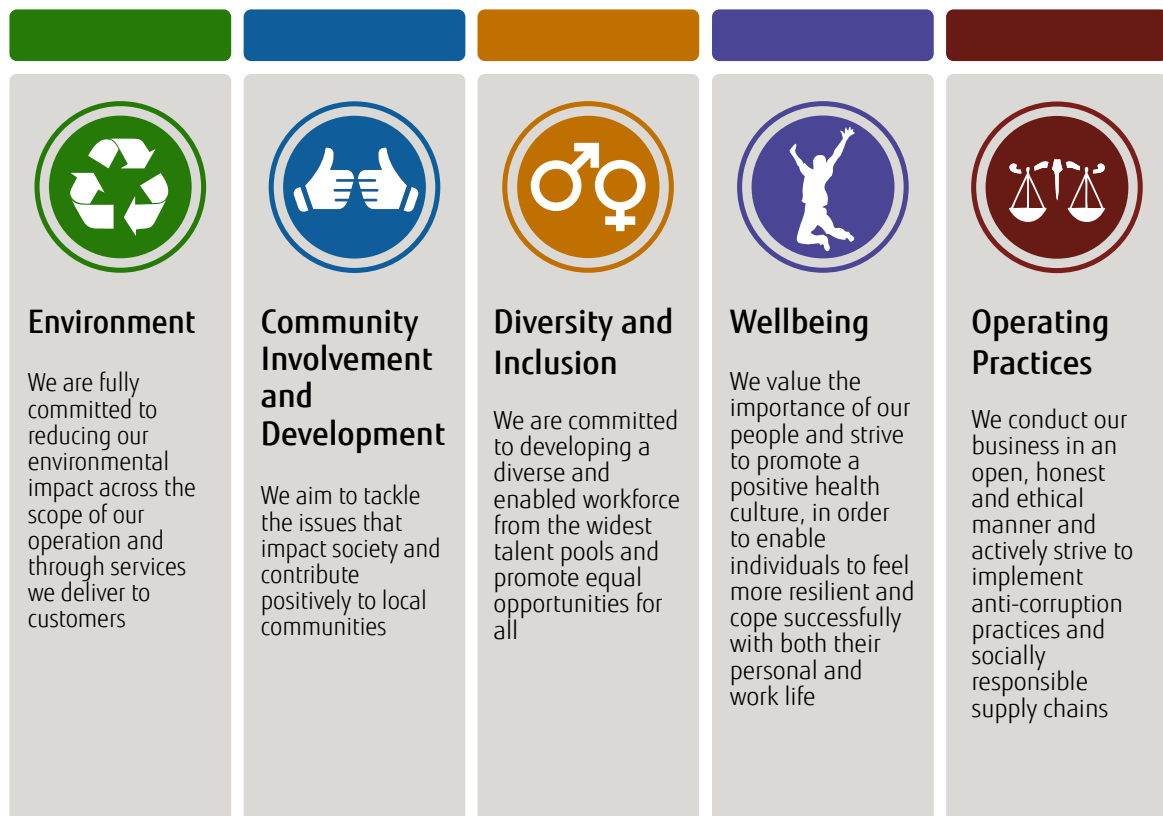 Environment
We are fully
committed to
reducing our
environmental
impact across the
scope of our
operation and
through services
we deliver to
customers
Community
Involvement
and
Development
We aim to tackle
the issues that
impact society and
contribute
positively to local
communities
Diversity and
Inclusion
We are committed
to developing a
diverse and
enabled workforce
from the widest
talent pools and
promote equal
opportunities for
all
Wellbeing
We value the
importance of our
people and strive
to promote a
positive health
culture, in order
to enable
individuals to feel
more resilient and
cope successfully
with both their
personal and
work life
Operating
Practices
We conduct our
business in an
open, honest
and ethical
manner and
actively strive to
implement
anti-corruption
practices and
socially
responsible
supply chains